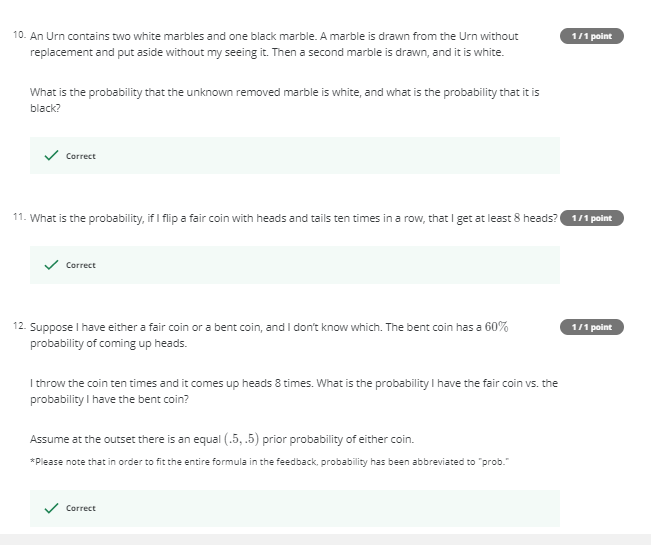 10. An Urn contains two white marbles and one black marble. A marble is drawn from the Urn without
1 / 1 point
replacement and put aside without my seeing it. Then a second marble is drawn, and it is white.
What is the probability that the unknown removed marble is white, and what is the probability that it is
black?
Correct
11. What is the probability, if I flip a fair coin with heads and tails ten times in a row, that I get at least 8 heads?
1 / 1 point
Correct
12. Suppose I have either a fair coin or a bent coin, and I don't know which. The bent coin has a 60%
1 / 1 point
probability of coming up heads.
I throw the coin ten times and it comes up heads 8 times. What is the probability I have the fair coin vs. the
probability I have the bent coin?
Assume at the outset there is an equal (.5, .5) prior probability of either coin.
*Please note that in order to fit the entire formula in the feedback, probability has been abbreviated to "prob."
Correct